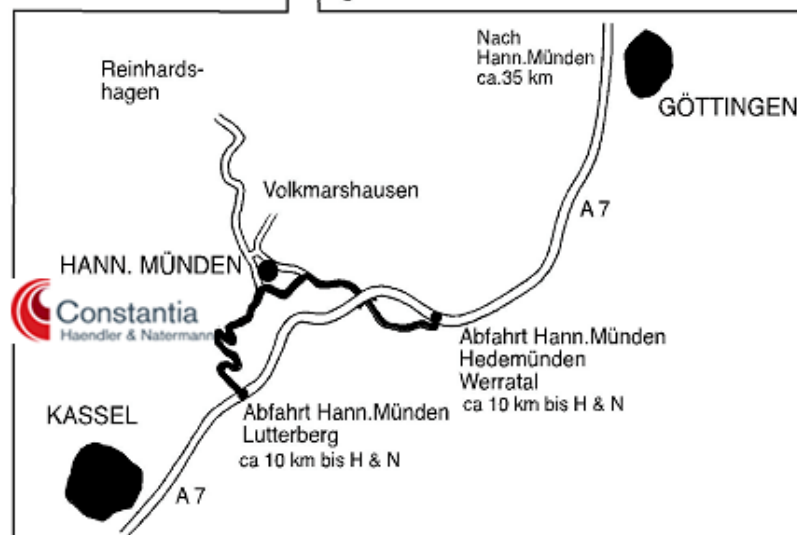 Nach
Hann.Münden
ca.35 km
GÖTTINGEN
Reinhards-
hagen
Volkmarshausen
A 7
HANN. MÜNDEN
Constantia
Haendler & Natermann
Abfahrt Hann.Münden
Hedemünden
Werratal
ca 10 km bis H & N
KASSEL
Abfahrt Hann.Münden
Lutterberg
ca 10 km bis H & N
A 7